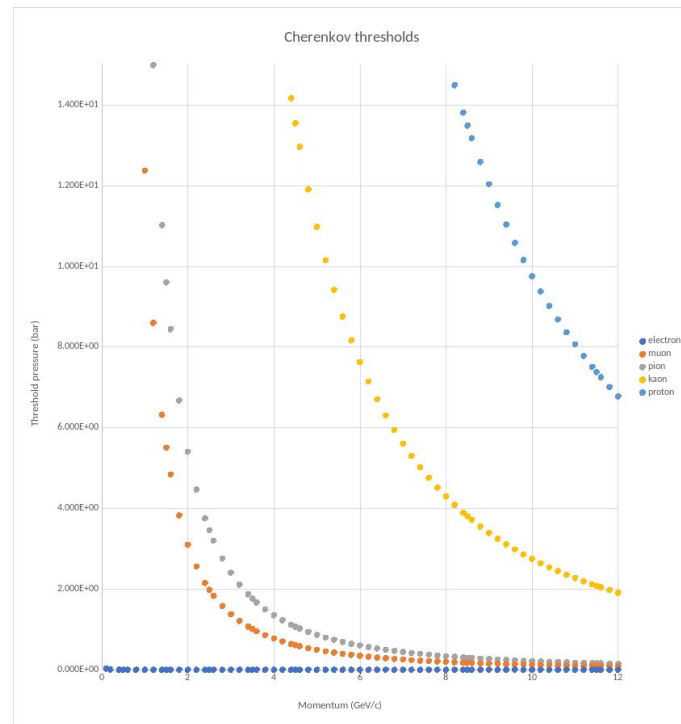 Cherenkov thresholds
1.400E+01
1.200E+01
1.000E+01
8.000E+00
6.000E+00
4.000E+00
2.000E+00
0.000E+00
Threshold pressure (bar)
0
2
4
6
8
10
12
Momentum (GeV/c)
electron
muon
pion
kaon
proton